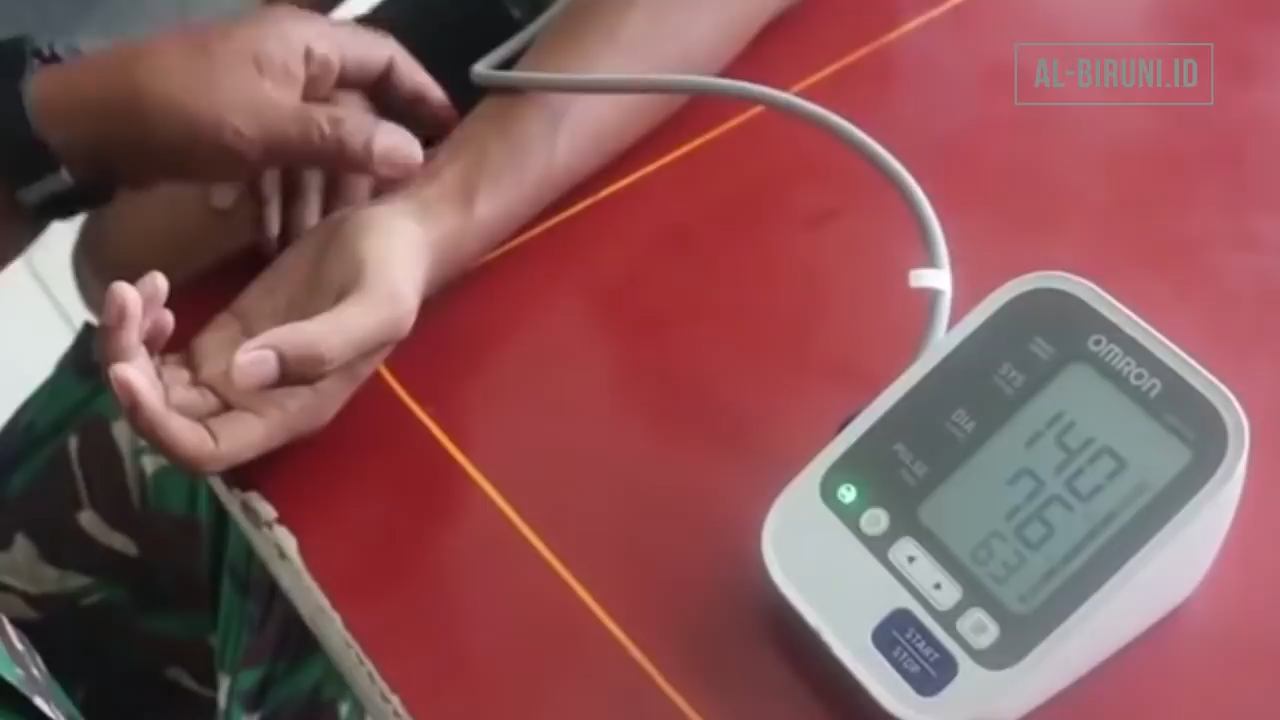 AL-BIRUNI.ID
OMRON
SYS
DIA
PULSE
140
76
63
START
STOP